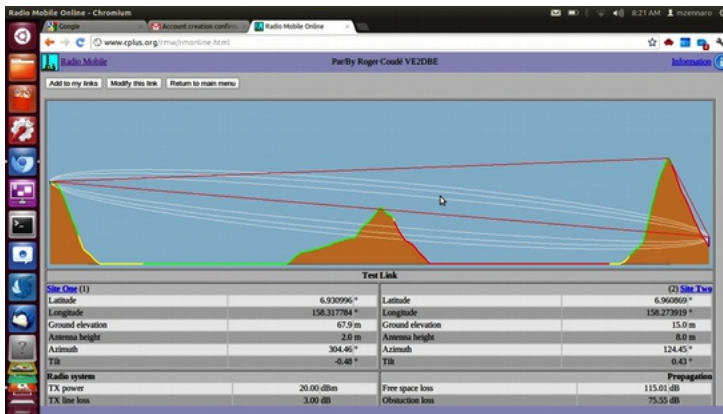 Radio Mobile Online - Chromium
8:21 AM mzennaro
Google
Account creation confirm
Radio Mobile Online
www.cplus.org/rmw/rmonline.html
Radio Mobile
Par/By Roger Coudé VE2DBE
Information
Add to my links Modify this link Return to main menu
Test Link
Site One (1) (2) Site Two
Latitude 6.930996 ° Latitude 6.960869 °
Longitude 158.317784 ° Longitude 158.273919 °
Ground elevation 67.9 m Ground elevation 15.0 m
Antenna height 2.0 m Antenna height 8.0 m
Azimuth 304.46 ° Azimuth 124.45 °
Tilt -0.48 ° Tilt 0.43 °
Radio system Propagation
TX power 20.00 dBm Free space loss 115.01 dB
TX line loss 3.00 dB Obstuction loss 75.55 dB